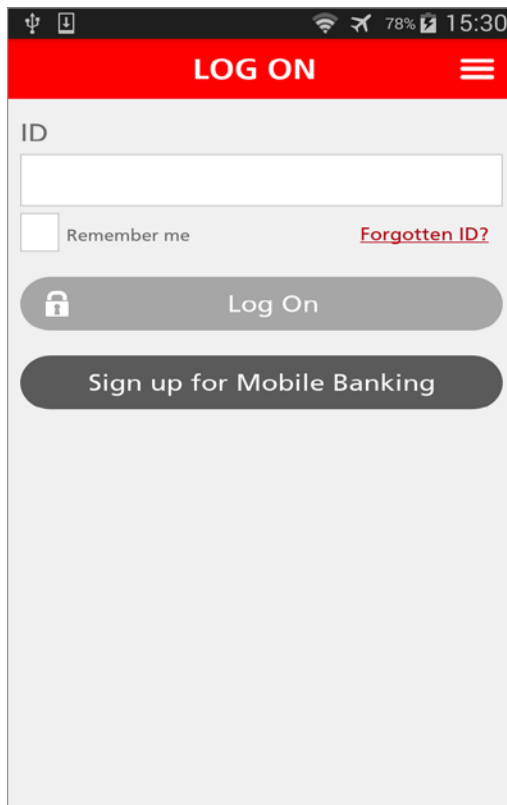 78% 15:30
LOG ON
ID
Remember me Forgotten ID?
Log On
Sign up for Mobile Banking